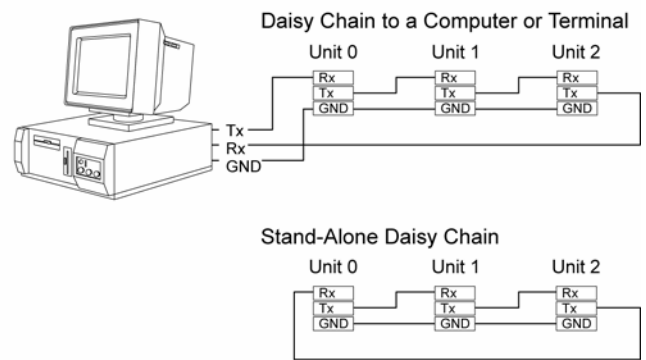 Daisy Chain to a Computer or Terminal
Unit 0 Unit 1 Unit 2
Rx Rx Rx
Tx Tx Tx
GND GND GND
Tx
Rx
GND
Stand-Alone Daisy Chain
Unit 0 Unit 1 Unit 2
Rx Rx Rx
Tx Tx Tx
GND GND GND